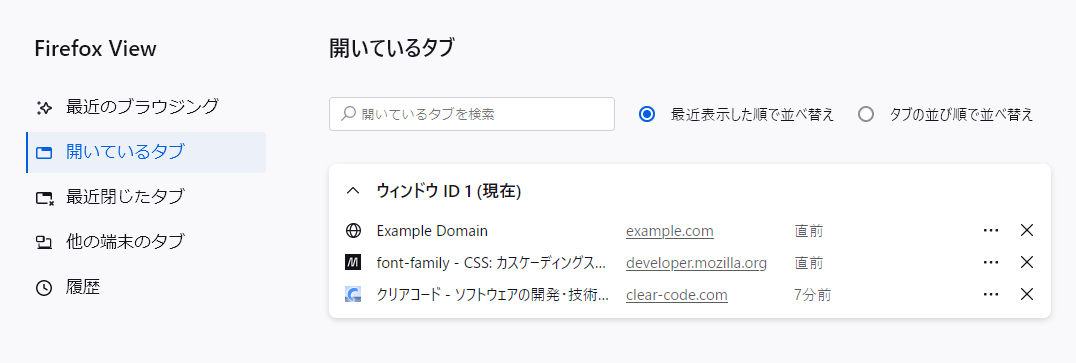 Firefox View
最近のブラウジング
開いているタブ
最近閉じたタブ
他の端末のタブ
履歴
開いているタブ
開いているタブを検索
最近表示した順で並べ替え
タブの並び順で並べ替え
ウィンドウ ID 1 (現在)
Example Domain example.com 直前
font-family - CSS: カスケーディングス... developer.mozilla.org 直前
クリアコード - ソフトウェアの開発・技術... clear-code.com 7分前